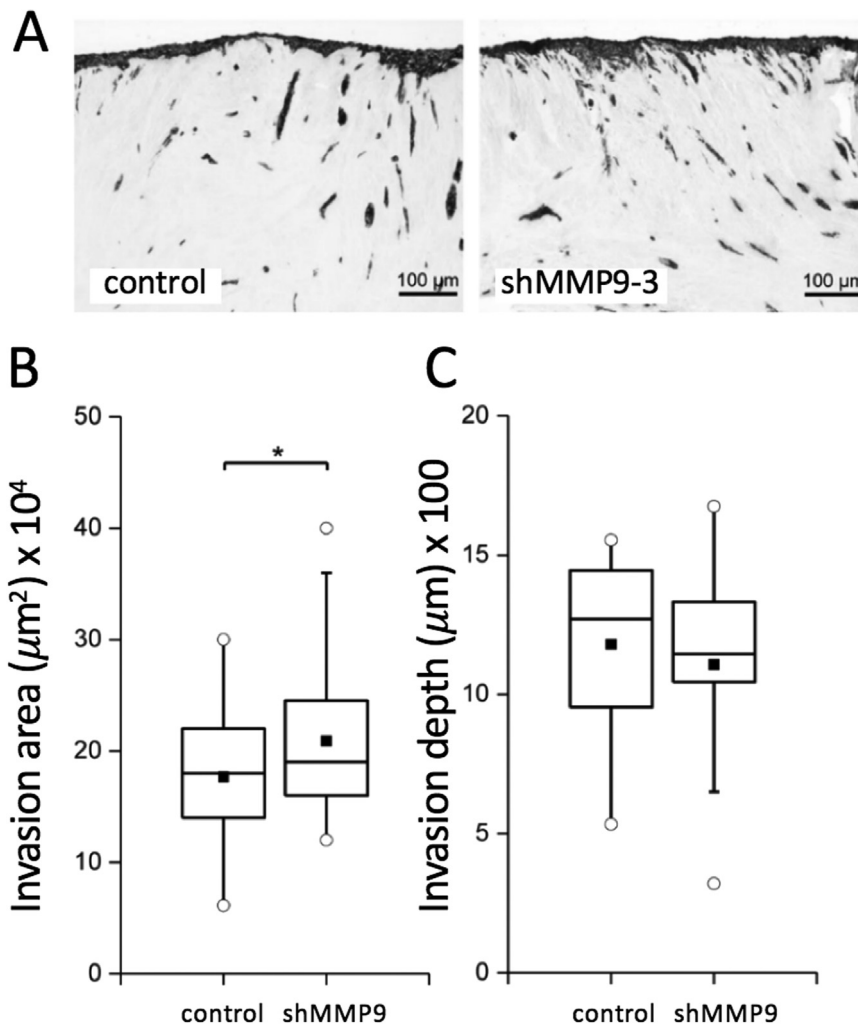 A
control
100 µm
shMMP9-3
100 µm
B
C
Invasion area (µm²) x 10⁴
50
40
30
20
10
0
*
control shMMP9
Invasion depth (µm) x 100
20
15
10
5
0
control shMMP9